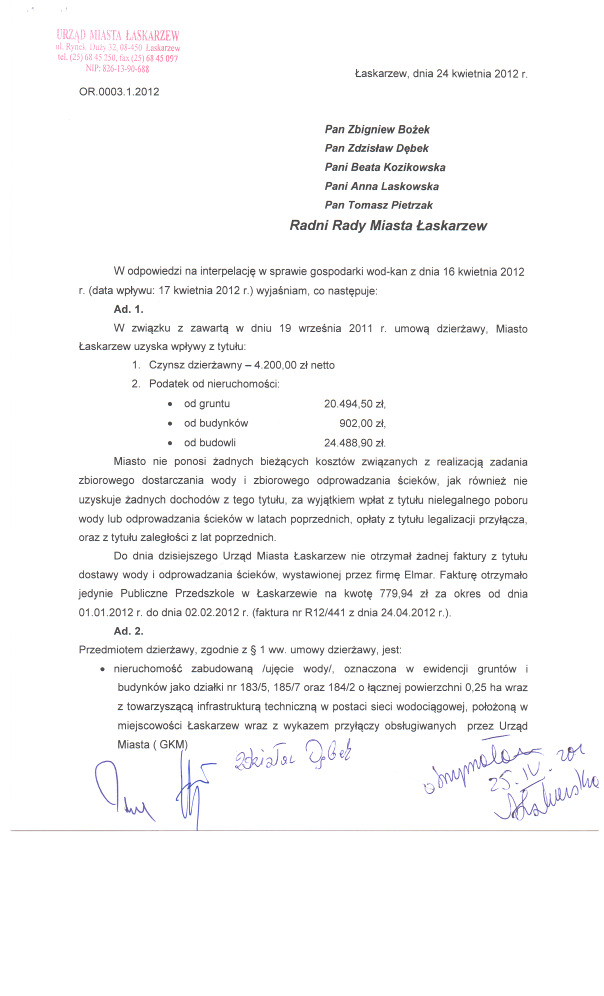 URZĄD MIASTA ŁASKARZEW
ul. Rynek Duży 32, 08-450 Łaskarzew
tel. (25) 68 45 250, fax (25) 68 45 097
NIP: 826-13-90-688
Łaskarzew, dnia 24 kwietnia 2012 r.
OR.0003.1.2012
Pan Zbigniew Bożek
Pan Zdzisław Dębek
Pani Beata Kozikowska
Pani Anna Laskowska
Pan Tomasz Pietrzak
Radni Rady Miasta Łaskarzew
W odpowiedzi na interpelację w sprawie gospodarki wod-kan z dnia 16 kwietnia 2012
r. (data wpływu: 17 kwietnia 2012 r.) wyjaśniam, co następuje:
Ad. 1.
W związku z zawartą w dniu 19 września 2011 r. umową dzierżawy, Miasto
Łaskarzew uzyska wpływy z tytułu:
1. Czynsz dzierżawny – 4.200,00 zł netto
2. Podatek od nieruchomości:
• od gruntu 20.494,50 zł,
• od budynków 902,00 zł,
• od budowli 24.488,90 zł.
Miasto nie ponosi żadnych bieżących kosztów związanych z realizacją zadania
zbiorowego dostarczania wody i zbiorowego odprowadzania ścieków, jak również nie
uzyskuje żadnych dochodów z tego tytułu, za wyjątkiem wpłat z tytułu nielegalnego poboru
wody lub odprowadzania ścieków w latach poprzednich, opłaty z tytułu legalizacji przyłącza,
oraz z tytułu zaległości z lat poprzednich.
Do dnia dzisiejszego Urząd Miasta Łaskarzew nie otrzymał żadnej faktury z tytułu
dostawy wody i odprowadzania ścieków, wystawionej przez firmę Elmar. Fakturę otrzymało
jedynie Publiczne Przedszkole w Łaskarzewie na kwotę 779,94 zł za okres od dnia
01.01.2012 r. do dnia 02.02.2012 r. (faktura nr R12/441 z dnia 24.04.2012 r.).
Ad. 2.
Przedmiotem dzierżawy, zgodnie z § 1 ww. umowy dzierżawy, jest:
• nieruchomość zabudowaną /ujęcie wody/, oznaczona w ewidencji gruntów i
budynków jako działki nr 183/5, 185/7 oraz 184/2 o łącznej powierzchni 0,25 ha wraz
z towarzyszącą infrastrukturą techniczną w postaci sieci wodociągowej, położoną w
miejscowości Łaskarzew wraz z wykazem przyłączy obsługiwanych przez Urząd
Miasta ( GKM)
Zdzisław Dębek
otrzymałam
25.IV.201